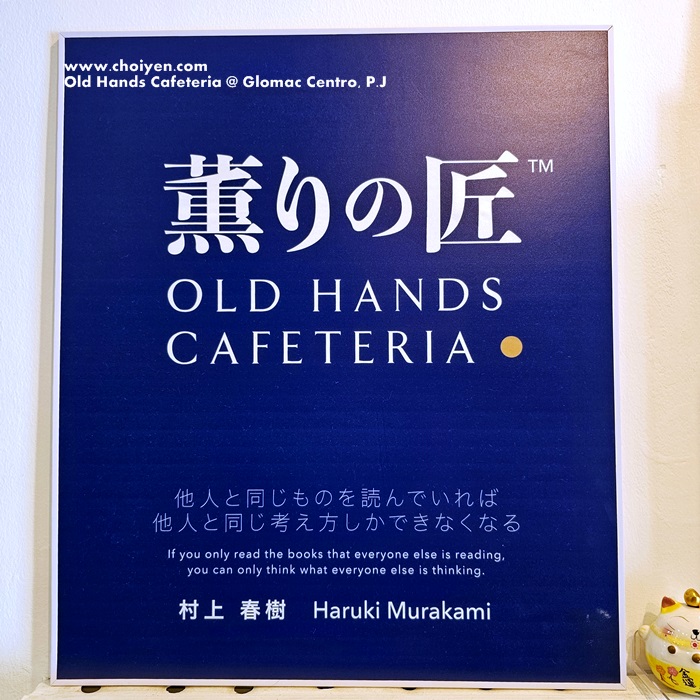 www.choiyen.com
Old Hands Cafeteria @ Glomac Centro, P.J
薫りの匠™
OLD HANDS
CAFETERIA
他人と同じものを読んでいれば
他人と同じ考え方しかできなくなる
If you only read the books that everyone else is reading,
you can only think what everyone else is thinking.
村上 春樹 Haruki Murakami